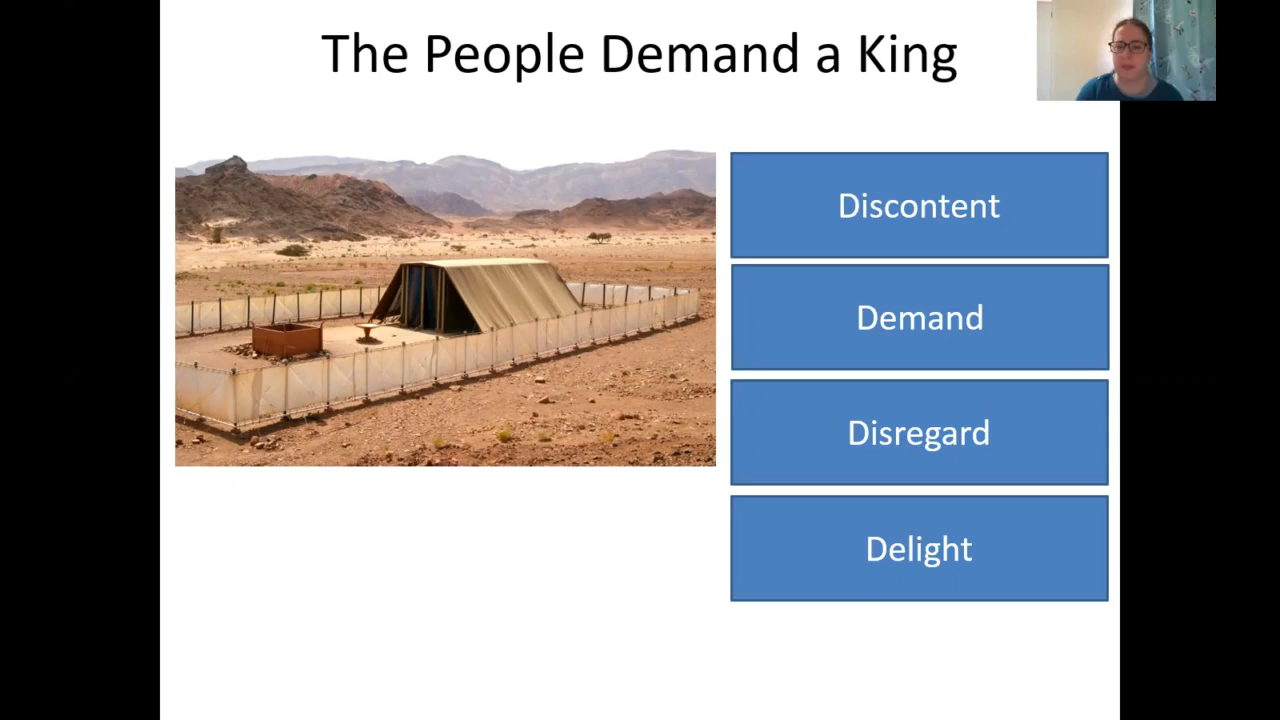 The People Demand a King
Discontent
Demand
Disregard
Delight